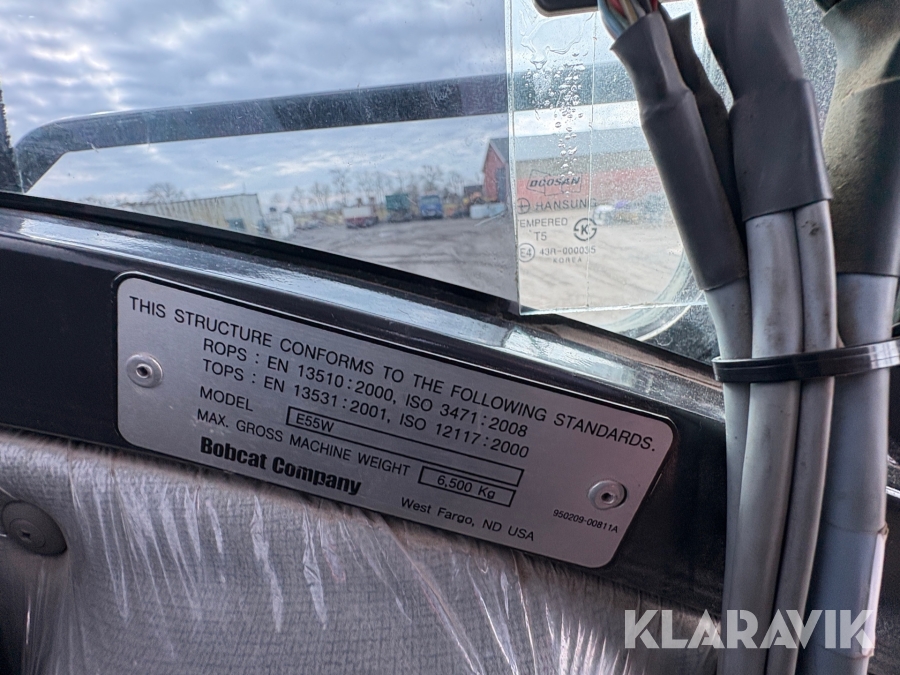 DOOSAN
HANSUNG
TEMPERED
T5
K
E4 43R-000035
KOREA
THIS STRUCTURE CONFORMS TO THE FOLLOWING STANDARDS.
ROPS : EN 13510:2000, ISO 3471:2008
TOPS : EN 13531:2001, ISO 12117:2000
MODEL E55W
MAX. GROSS MACHINE WEIGHT 6,500 Kg
Bobcat Company
West Fargo, ND USA
950209-00811A
KLARAVIK